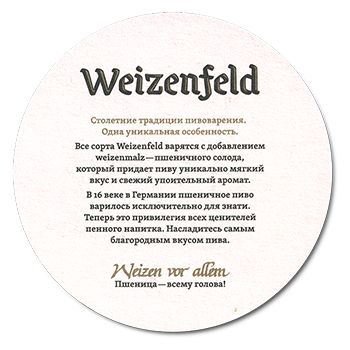 Weizenfeld
Столетние традиции пивоварения.
Одна уникальная особенность.
Все сорта Weizenfeld варятся с добавлением
weizenmalz—пшеничного солода,
который придает пиву уникально мягкий
вкус и свежий упоительный аромат.
В 16 веке в Германии пшеничное пиво
варилось исключительно для знати.
Теперь это привилегия всех ценителей
пенного напитка. Насладитесь самым
благородным вкусом пива.
Weizen vor allem
Пшеница—всему голова!